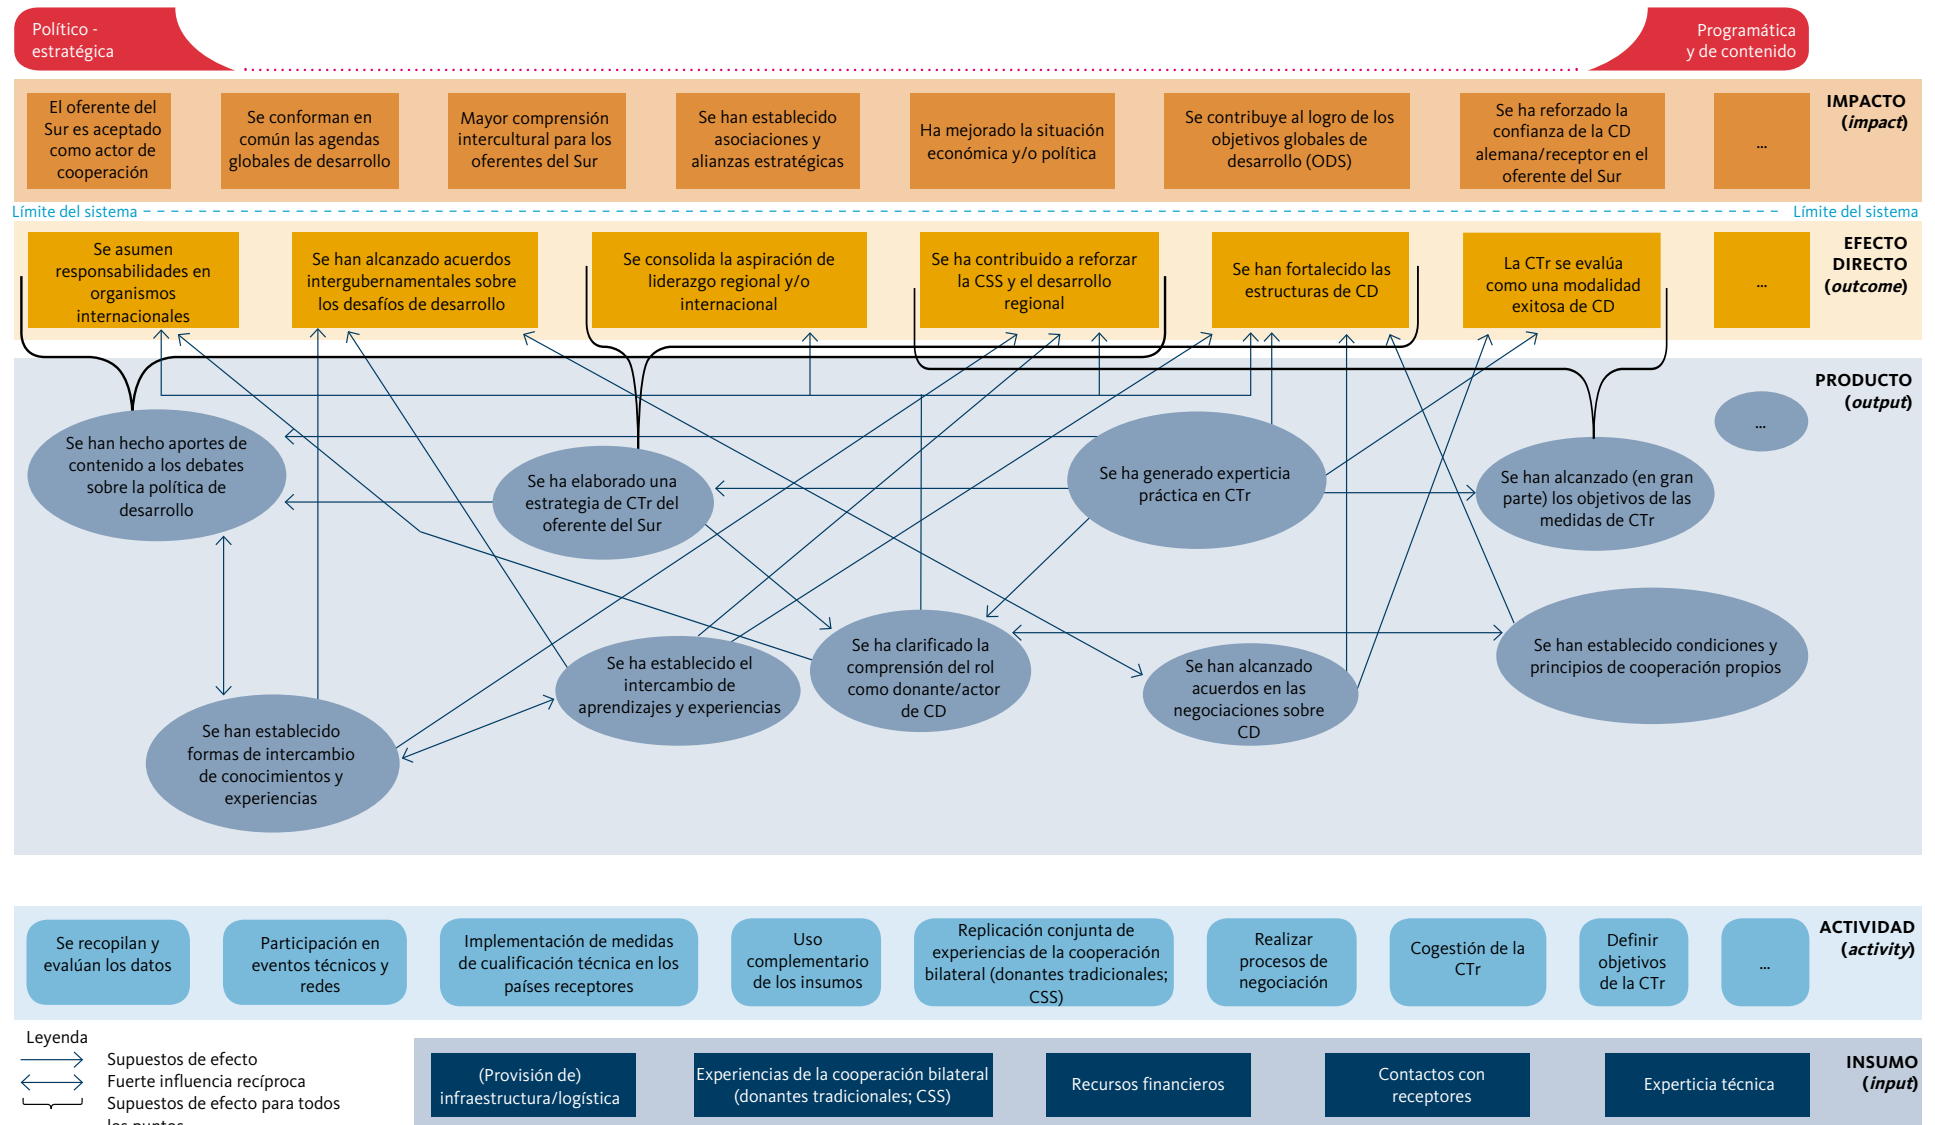 Político -
estratégica
Programática
y de contenido
El oferente del
Sur es aceptado
como actor de
cooperación
Se conforman en
común las agendas
globales de desarrollo
Mayor comprensión
intercultural para los
oferentes del Sur
Se han establecido
asociaciones y
alianzas estratégicas
Ha mejorado la situación
económica y/o política
Se contribuye al logro de los
objetivos globales de
desarrollo (ODS)
Se ha reforzado la
confianza de la CD
alemana/receptor en el
oferente del Sur
...
IMPACTO
(impact)
Límite del sistema
Límite del sistema
Se asumen
responsabilidades en
organismos
internacionales
Se han alcanzado acuerdos
intergubernamentales sobre
los desafíos de desarrollo
Se consolida la aspiración de
liderazgo regional y/o
internacional
Se ha contribuido a reforzar
la CSS y el desarrollo
regional
Se han fortalecido las
estructuras de CD
La CTr se evalúa
como una modalidad
exitosa de CD
...
EFECTO
DIRECTO
(outcome)
PRODUCTO
(output)
...
Se han hecho aportes de
contenido a los debates
sobre la política de
desarrollo
Se ha elaborado una
estrategia de CTr del
oferente del Sur
Se ha generado experticia
práctica en CTr
Se han alcanzado (en gran
parte) los objetivos de las
medidas de CTr
Se han establecido
formas de intercambio
de conocimientos y
experiencias
Se ha establecido el
intercambio de
aprendizajes y experiencias
Se ha clarificado la
comprensión del rol
como donante/actor
de CD
Se han alcanzado
acuerdos en las
negociaciones sobre
CD
Se han establecido condiciones y
principios de cooperación propios
Se recopilan y
evalúan los datos
Participación en
eventos técnicos y
redes
Implementación de medidas
de cualificación técnica en los
países receptores
Uso
complementario
de los insumos
Replicación conjunta de
experiencias de la cooperación
bilateral (donantes tradicionales;
CSS)
Realizar
procesos de
negociación
Cogestión de la
CTr
Definir
objetivos
de la CTr
...
ACTIVIDAD
(activity)
Leyenda
Supuestos de efecto
Fuerte influencia recíproca
Supuestos de efecto para todos
los puntos
(Provisión de)
infraestructura/logística
Experiencias de la cooperación bilateral
(donantes tradicionales; CSS)
Recursos financieros
Contactos con
receptores
Experticia técnica
INSUMO
(input)